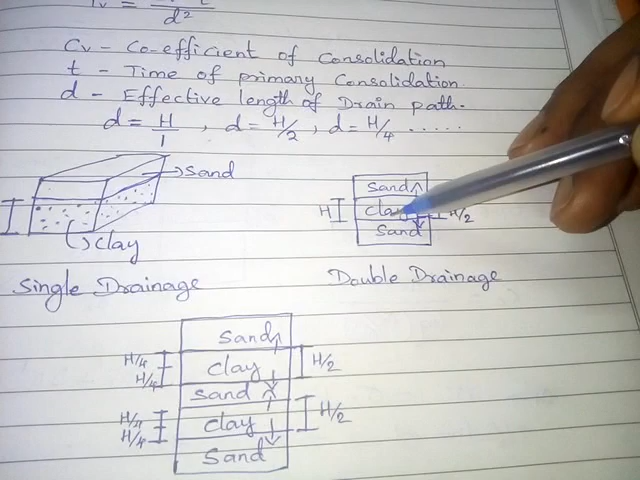 d²
Cv - Co-efficient of Consolidation
t - Time of primary Consolidation.
d - Effective length of Drain path.
d = H/1 , d = H/2 , d = H/4 ......
Sand
Clay
Single Drainage
Sand
H
Clay
H/2
Sand
Double Drainage
Sand
H/4
H/4
Clay
H/2
Sand
H/4
H/4
Clay
H/2
Sand